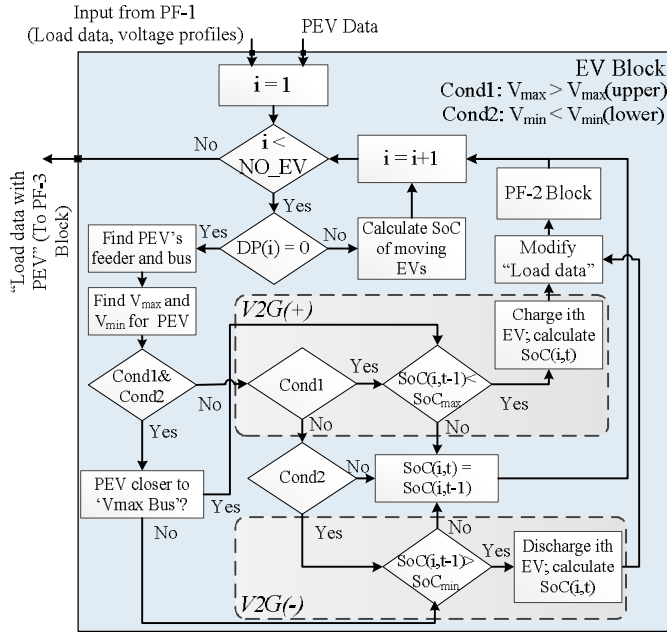 Input from PF-1
(Load data, voltage profiles)
PEV Data
EV Block
Cond1: Vmax > Vmax(upper)
Cond2: Vmin < Vmin(lower)
i = 1
i <
NO_EV
No
Yes
i = i+1
PF-2 Block
"Load data with
PEV" (To PF-3
Block)
Find PEV's
feeder and bus
Yes
DP(i) = 0
No
Calculate SoC
of moving
EVs
Modify
"Load data"
Find Vmax and
Vmin for PEV
V2G(+)
Charge ith
EV; calculate
SoC(i,t)
Cond1&
Cond2
No
Cond1
Yes
SoC(i,t-1)<
SoCmax
Yes
Yes
No
No
PEV closer to
'Vmax Bus'?
Yes
No
Cond2
No
SoC(i,t) =
SoC(i,t-1)
Yes
No
SoC(i,t-1)>
SoCmin
Yes
Discharge ith
EV; calculate
SoC(i,t)
V2G(-)